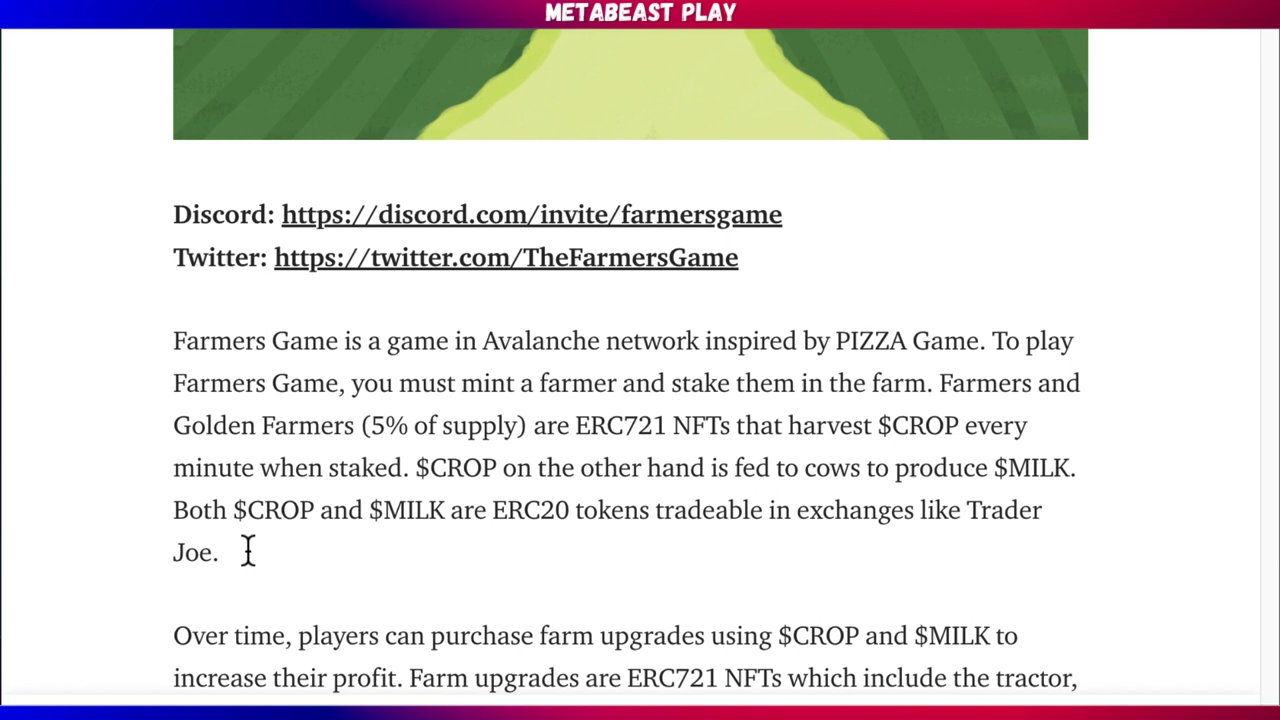 METABEAST PLAY
Discord: https://discord.com/invite/farmersgame
Twitter: https://twitter.com/TheFarmersGame
Farmers Game is a game in Avalanche network inspired by PIZZA Game. To play
Farmers Game, you must mint a farmer and stake them in the farm. Farmers and
Golden Farmers (5% of supply) are ERC721 NFTs that harvest $CROP every
minute when staked. $CROP on the other hand is fed to cows to produce $MILK.
Both $CROP and $MILK are ERC20 tokens tradeable in exchanges like Trader
Joe.
Over time, players can purchase farm upgrades using $CROP and $MILK to
increase their profit. Farm upgrades are ERC721 NFTs which include the tractor,